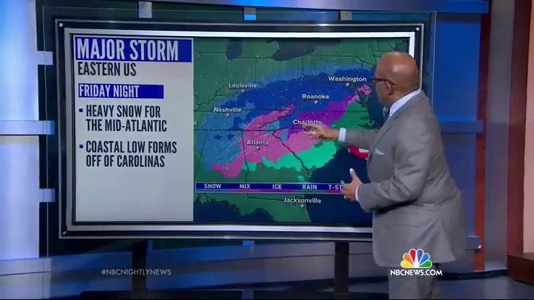 MAJOR STORM
EASTERN US
FRIDAY NIGHT
▪ HEAVY SNOW FOR
THE MID-ATLANTIC
▪ COASTAL LOW FORMS
OFF OF CAROLINAS
Louisville
Washington
Roanoke
Nashville
Charlotte
Atlanta
SNOW MIX ICE RAIN T-ST
Jacksonville
#NBCNIGHTLYNEWS
NBCNEWS.COM